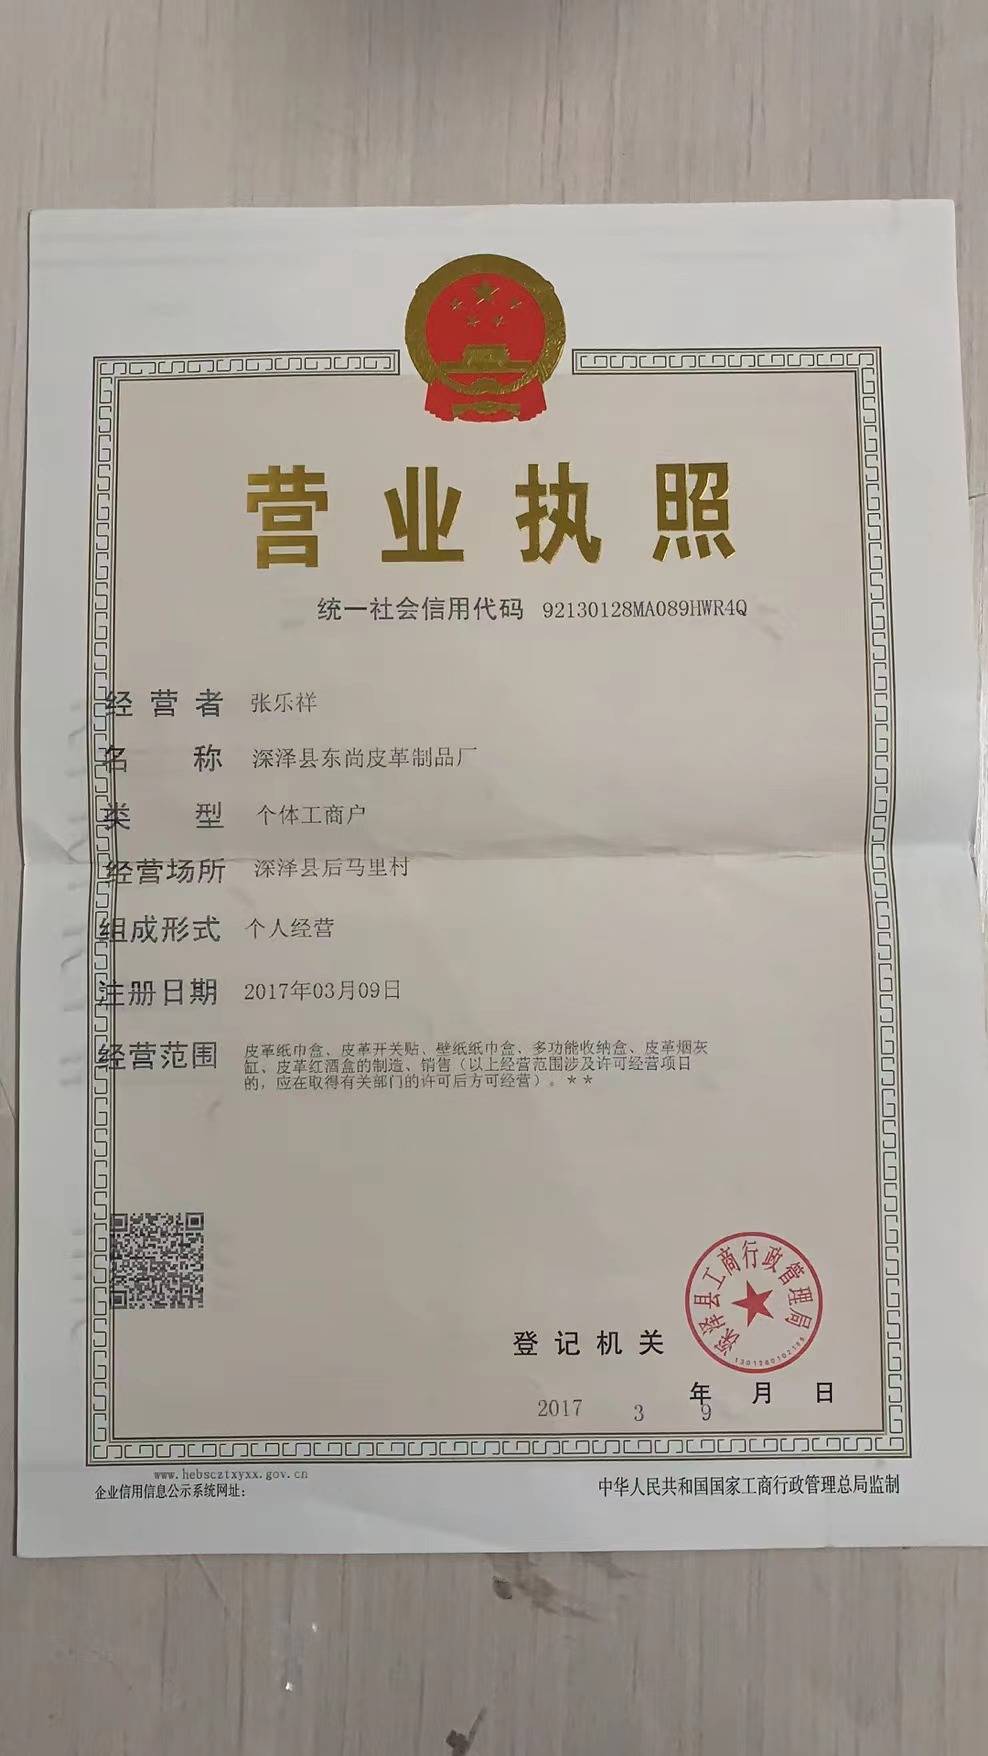 营业执照
统一社会信用代码 92130128MA089HWR4Q
经营者 张乐祥
名称 深泽县东尚皮革制品厂
类型 个体工商户
经营场所 深泽县后马里村
组成形式 个人经营
注册日期 2017年03月09日
经营范围 皮革纸巾盒、皮革开关贴、壁纸纸巾盒、多功能收纳盒、皮革烟灰
缸、皮革红酒盒的制造、销售（以上经营范围涉及许可经营项目
的，应在取得有关部门的许可后方可经营）。**
深泽县工商行政管理局
登记机关
年 月 日
2017 3 9
www.hebscztxyxx.gov.cn
企业信用信息公示系统网址：
中华人民共和国国家工商行政管理总局监制